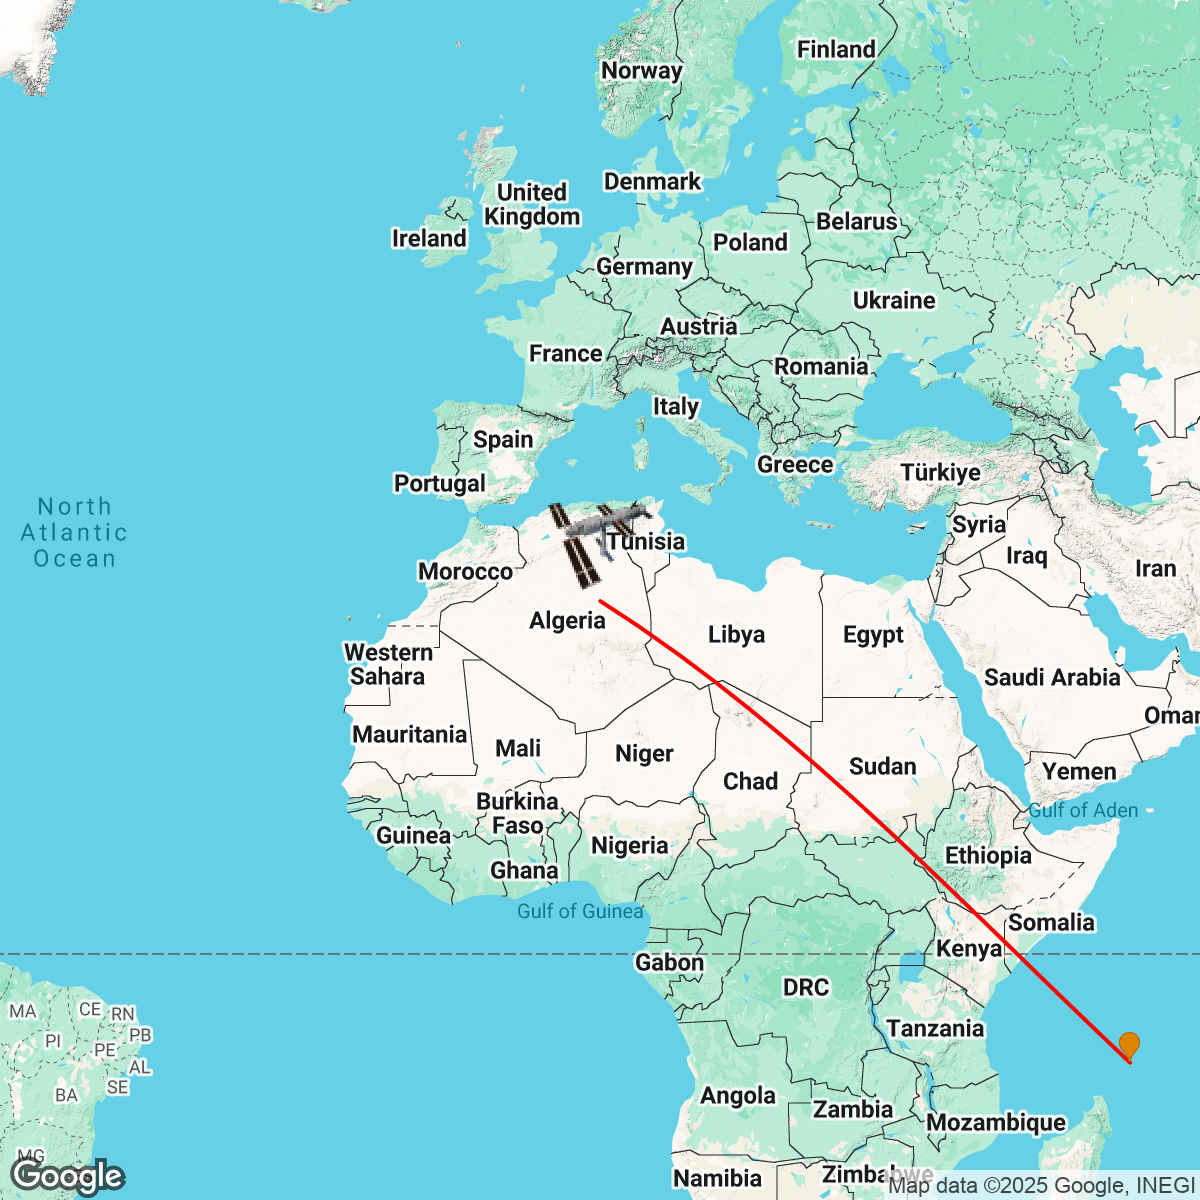 Finland
Norway
Denmark
United
Kingdom
Ireland
Belarus
Poland
Germany
Ukraine
Austria
France
Romania
Italy
Spain
Greece
Türkiye
Portugal
North
Atlantic
Ocean
Syria
Tunisia
Iraq
Iran
Morocco
Algeria
Libya
Egypt
Western
Sahara
Saudi Arabia
Oman
Mauritania
Mali
Niger
Chad
Sudan
Yemen
Burkina
Faso
Gulf of Aden
Guinea
Nigeria
Ethiopia
Ghana
Gulf of Guinea
Somalia
Kenya
Gabon
DRC
MA
CE
RN
PI
PB
PE
AL
SE
BA
MG
Tanzania
Angola
Zambia
Mozambique
Namibia
Zimbabwe
Google
Map data ©2025 Google, INEGI